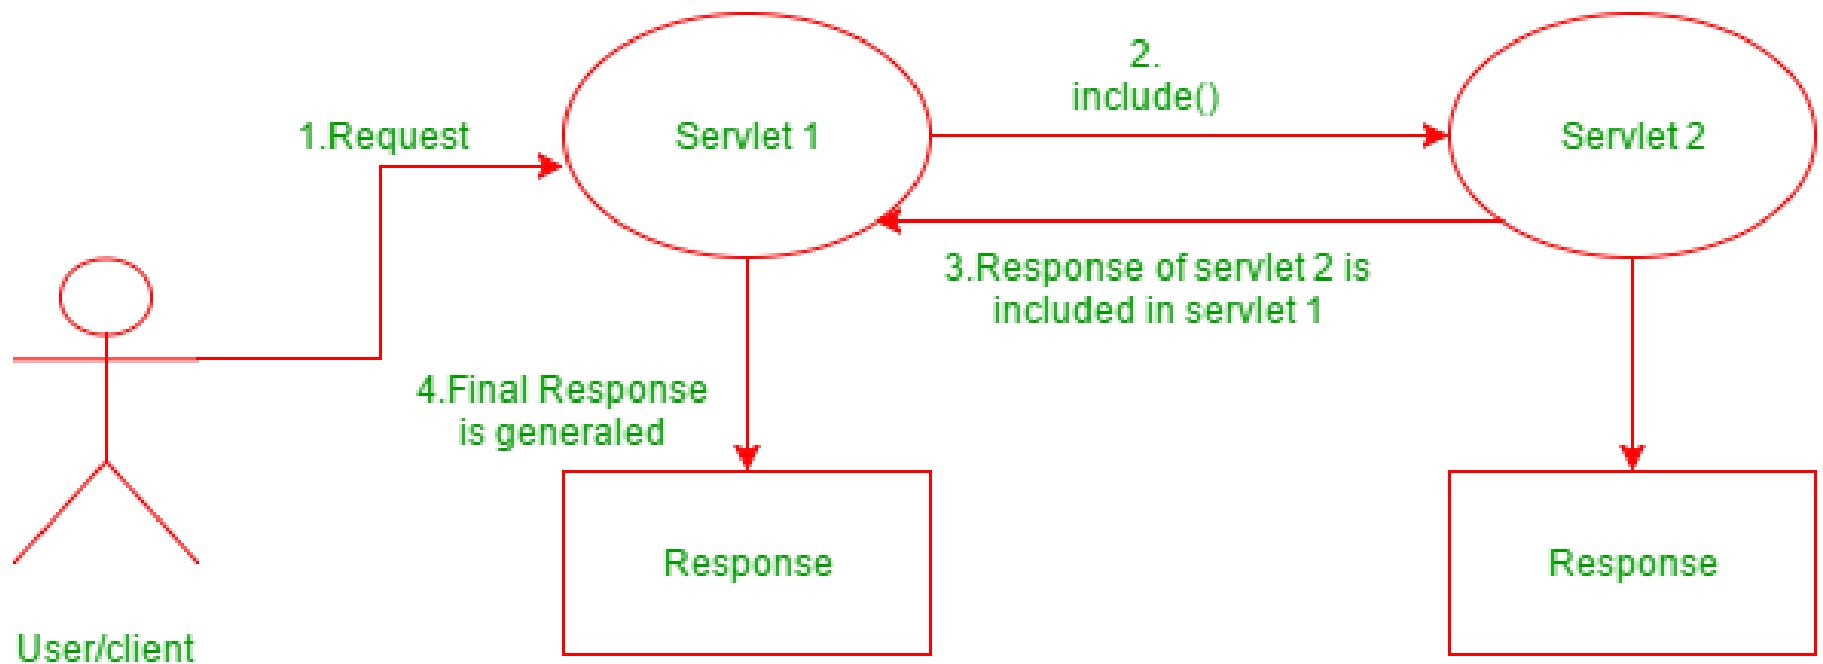 2.
include()
1.Request
Servlet 1
Servlet 2
3.Response of servlet 2 is
included in servlet 1
4.Final Response
is generaled
Response
Response
User/client